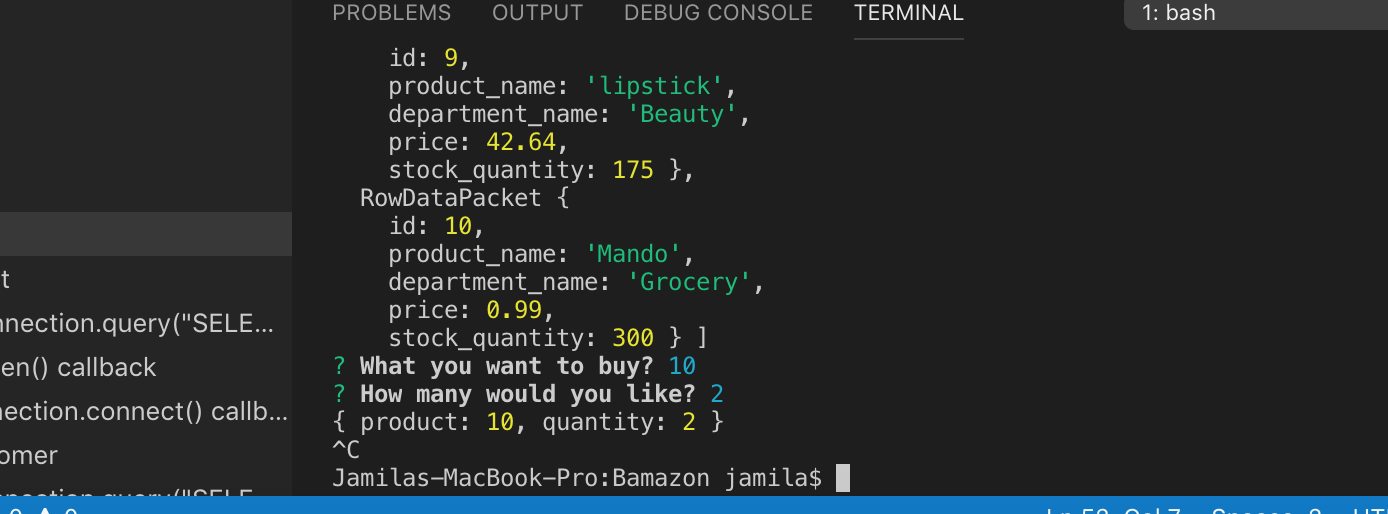 PROBLEMS OUTPUT DEBUG CONSOLE TERMINAL 1: bash
id: 9,
product_name: 'lipstick',
department_name: 'Beauty',
price: 42.64,
stock_quantity: 175 },
RowDataPacket {
id: 10,
product_name: 'Mando',
department_name: 'Grocery',
price: 0.99,
stock_quantity: 300 } ]
? What you want to buy? 10
? How many would you like? 2
{ product: 10, quantity: 2 }
^C
Jamilas-MacBook-Pro:Bamazon jamila$
t
nnection.query("SELE...
en() callback
nection.connect() callb...
omer